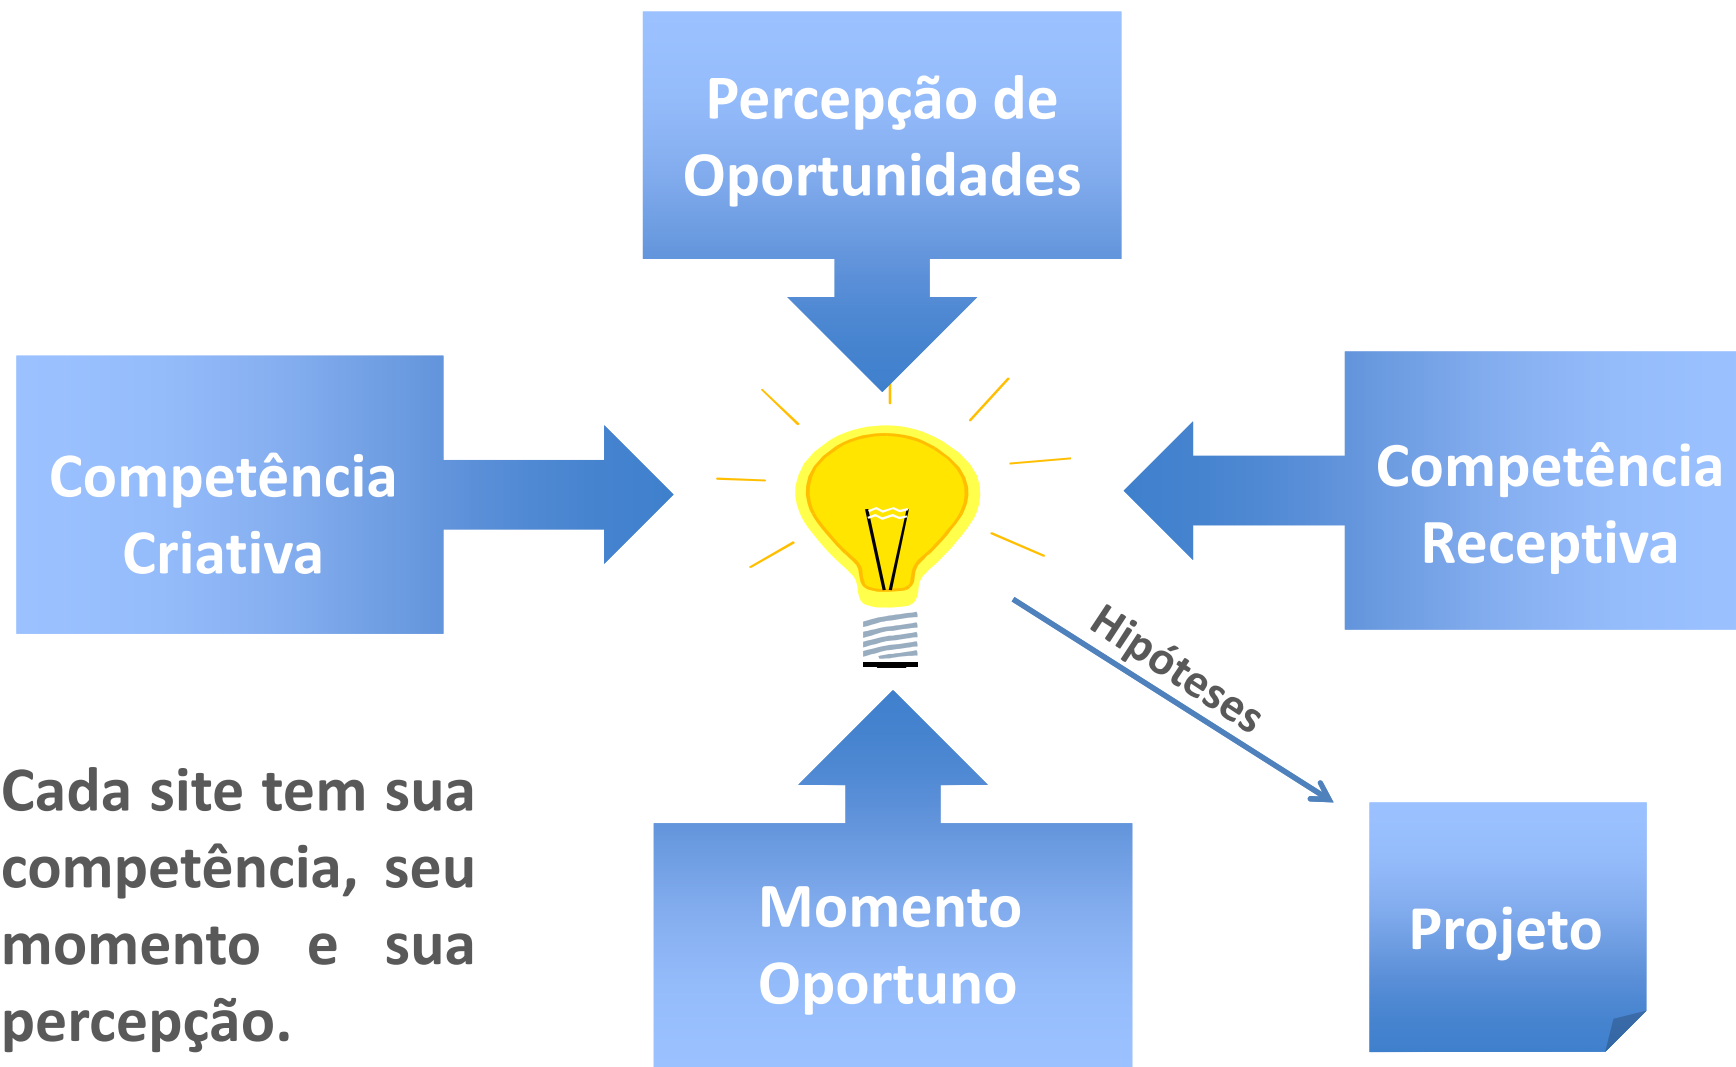 Percepção de
Oportunidades
Competência
Criativa
Competência
Receptiva
Hipóteses
Cada site tem sua
competência, seu
momento e sua
percepção.
Momento
Oportuno
Projeto